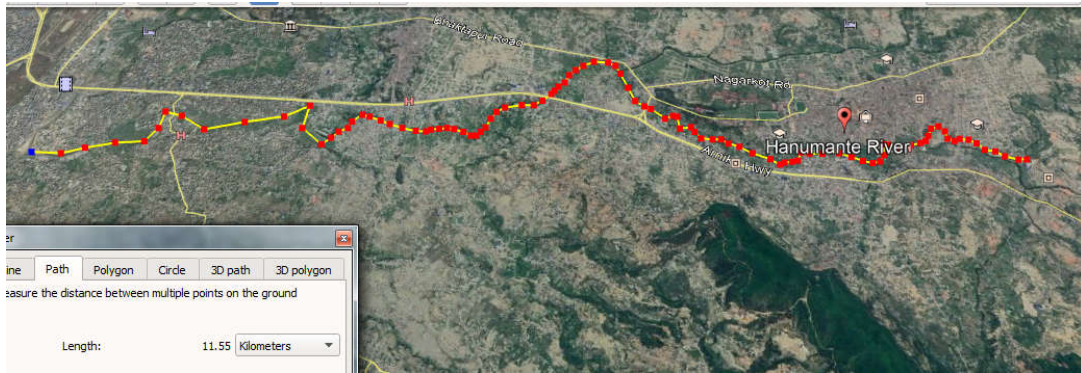 Bhaktapur Road
Nagarkot Rd
H
Hanumante River
H
Arniko Hwy
er
ine Path Polygon Circle 3D path 3D polygon
easure the distance between multiple points on the ground
Length: 11.55 Kilometers